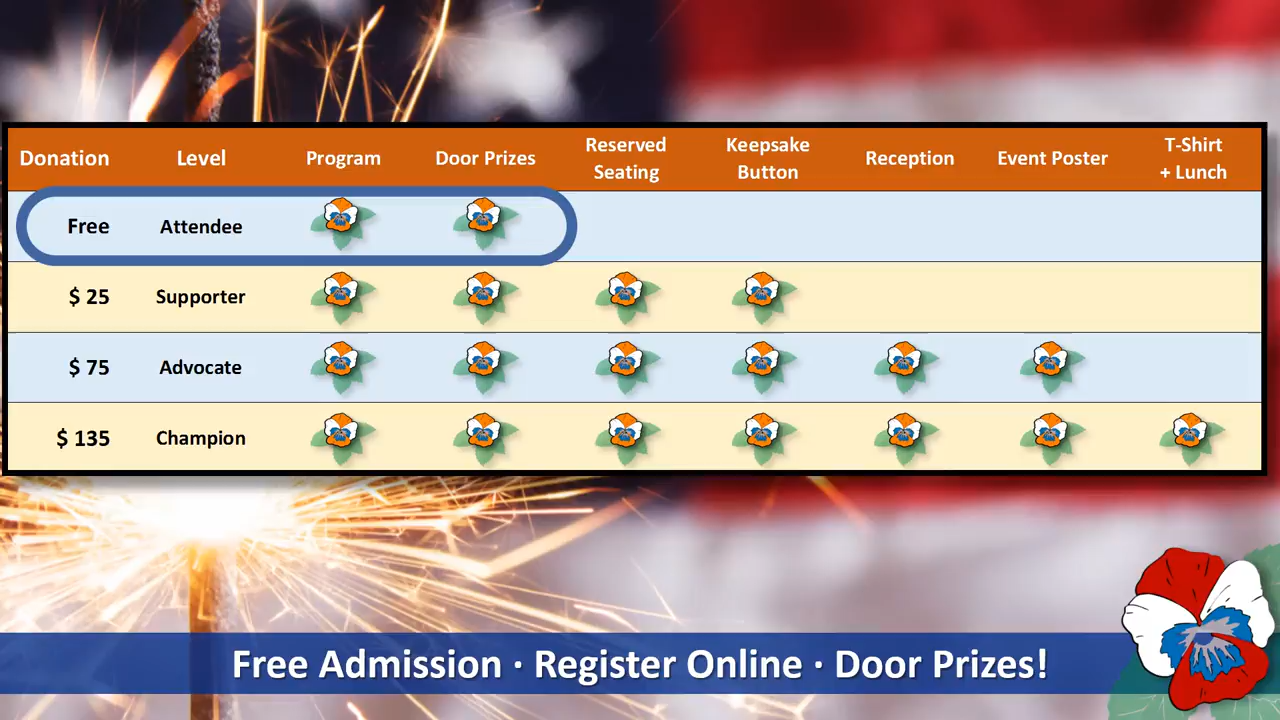 Donation Level Program Door Prizes Reserved Seating Keepsake Button Reception Event Poster T-Shirt + Lunch
Free Attendee
$ 25 Supporter
$ 75 Advocate
$ 135 Champion
Free Admission · Register Online · Door Prizes!